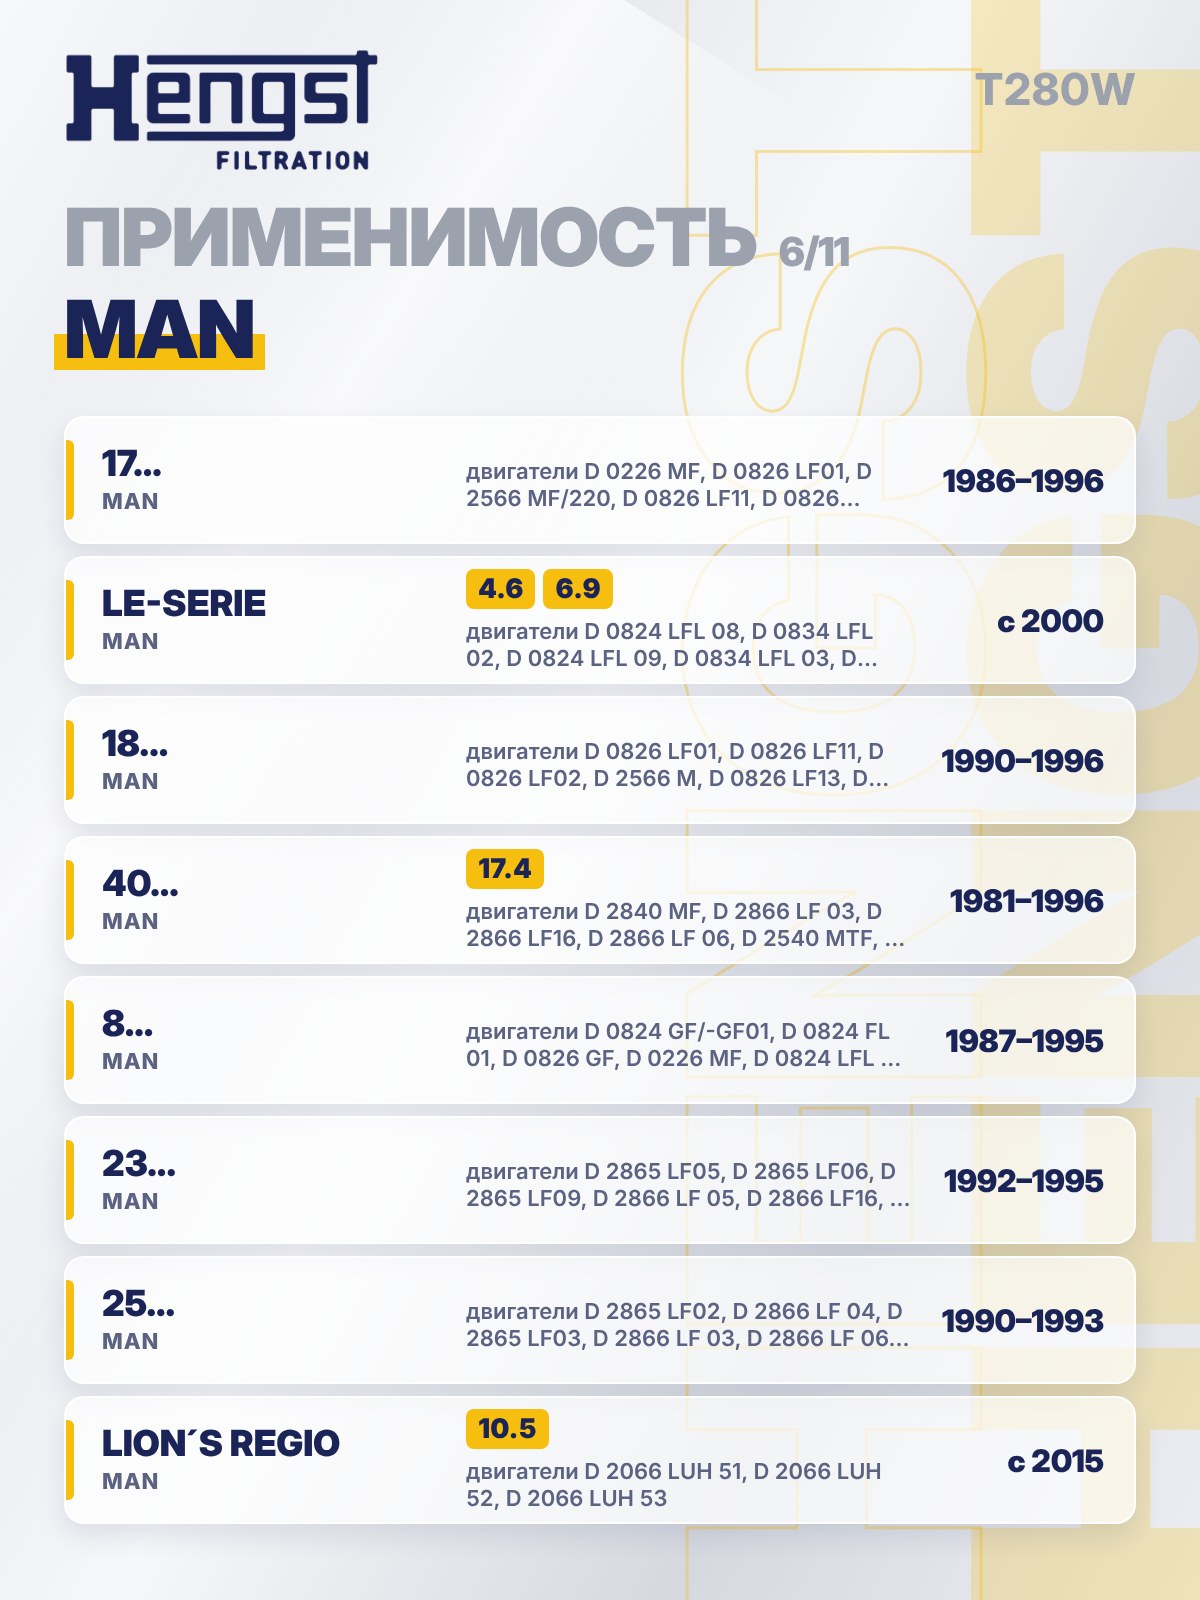 Hengst
FILTRATION
T280W
ПРИМЕНИМОСТЬ 6/11
MAN
17...
MAN
двигатели D 0226 MF, D 0826 LF01, D
2566 MF/220, D 0826 LF11, D 0826...
1986–1996
LE-SERIE
MAN
4.6 6.9
двигатели D 0824 LFL 08, D 0834 LFL
02, D 0824 LFL 09, D 0834 LFL 03, D...
с 2000
18...
MAN
двигатели D 0826 LF01, D 0826 LF11, D
0826 LF02, D 2566 M, D 0826 LF13, D...
1990–1996
40...
MAN
17.4
двигатели D 2840 MF, D 2866 LF 03, D
2866 LF16, D 2866 LF 06, D 2540 MTF, ...
1981–1996
8...
MAN
двигатели D 0824 GF/-GF01, D 0824 FL
01, D 0826 GF, D 0226 MF, D 0824 LFL ...
1987–1995
23...
MAN
двигатели D 2865 LF05, D 2865 LF06, D
2865 LF09, D 2866 LF 05, D 2866 LF16, ...
1992–1995
25...
MAN
двигатели D 2865 LF02, D 2866 LF 04, D
2865 LF03, D 2866 LF 03, D 2866 LF 06...
1990–1993
LION´S REGIO
MAN
10.5
двигатели D 2066 LUH 51, D 2066 LUH
52, D 2066 LUH 53
с 2015
HENGST
HENGST